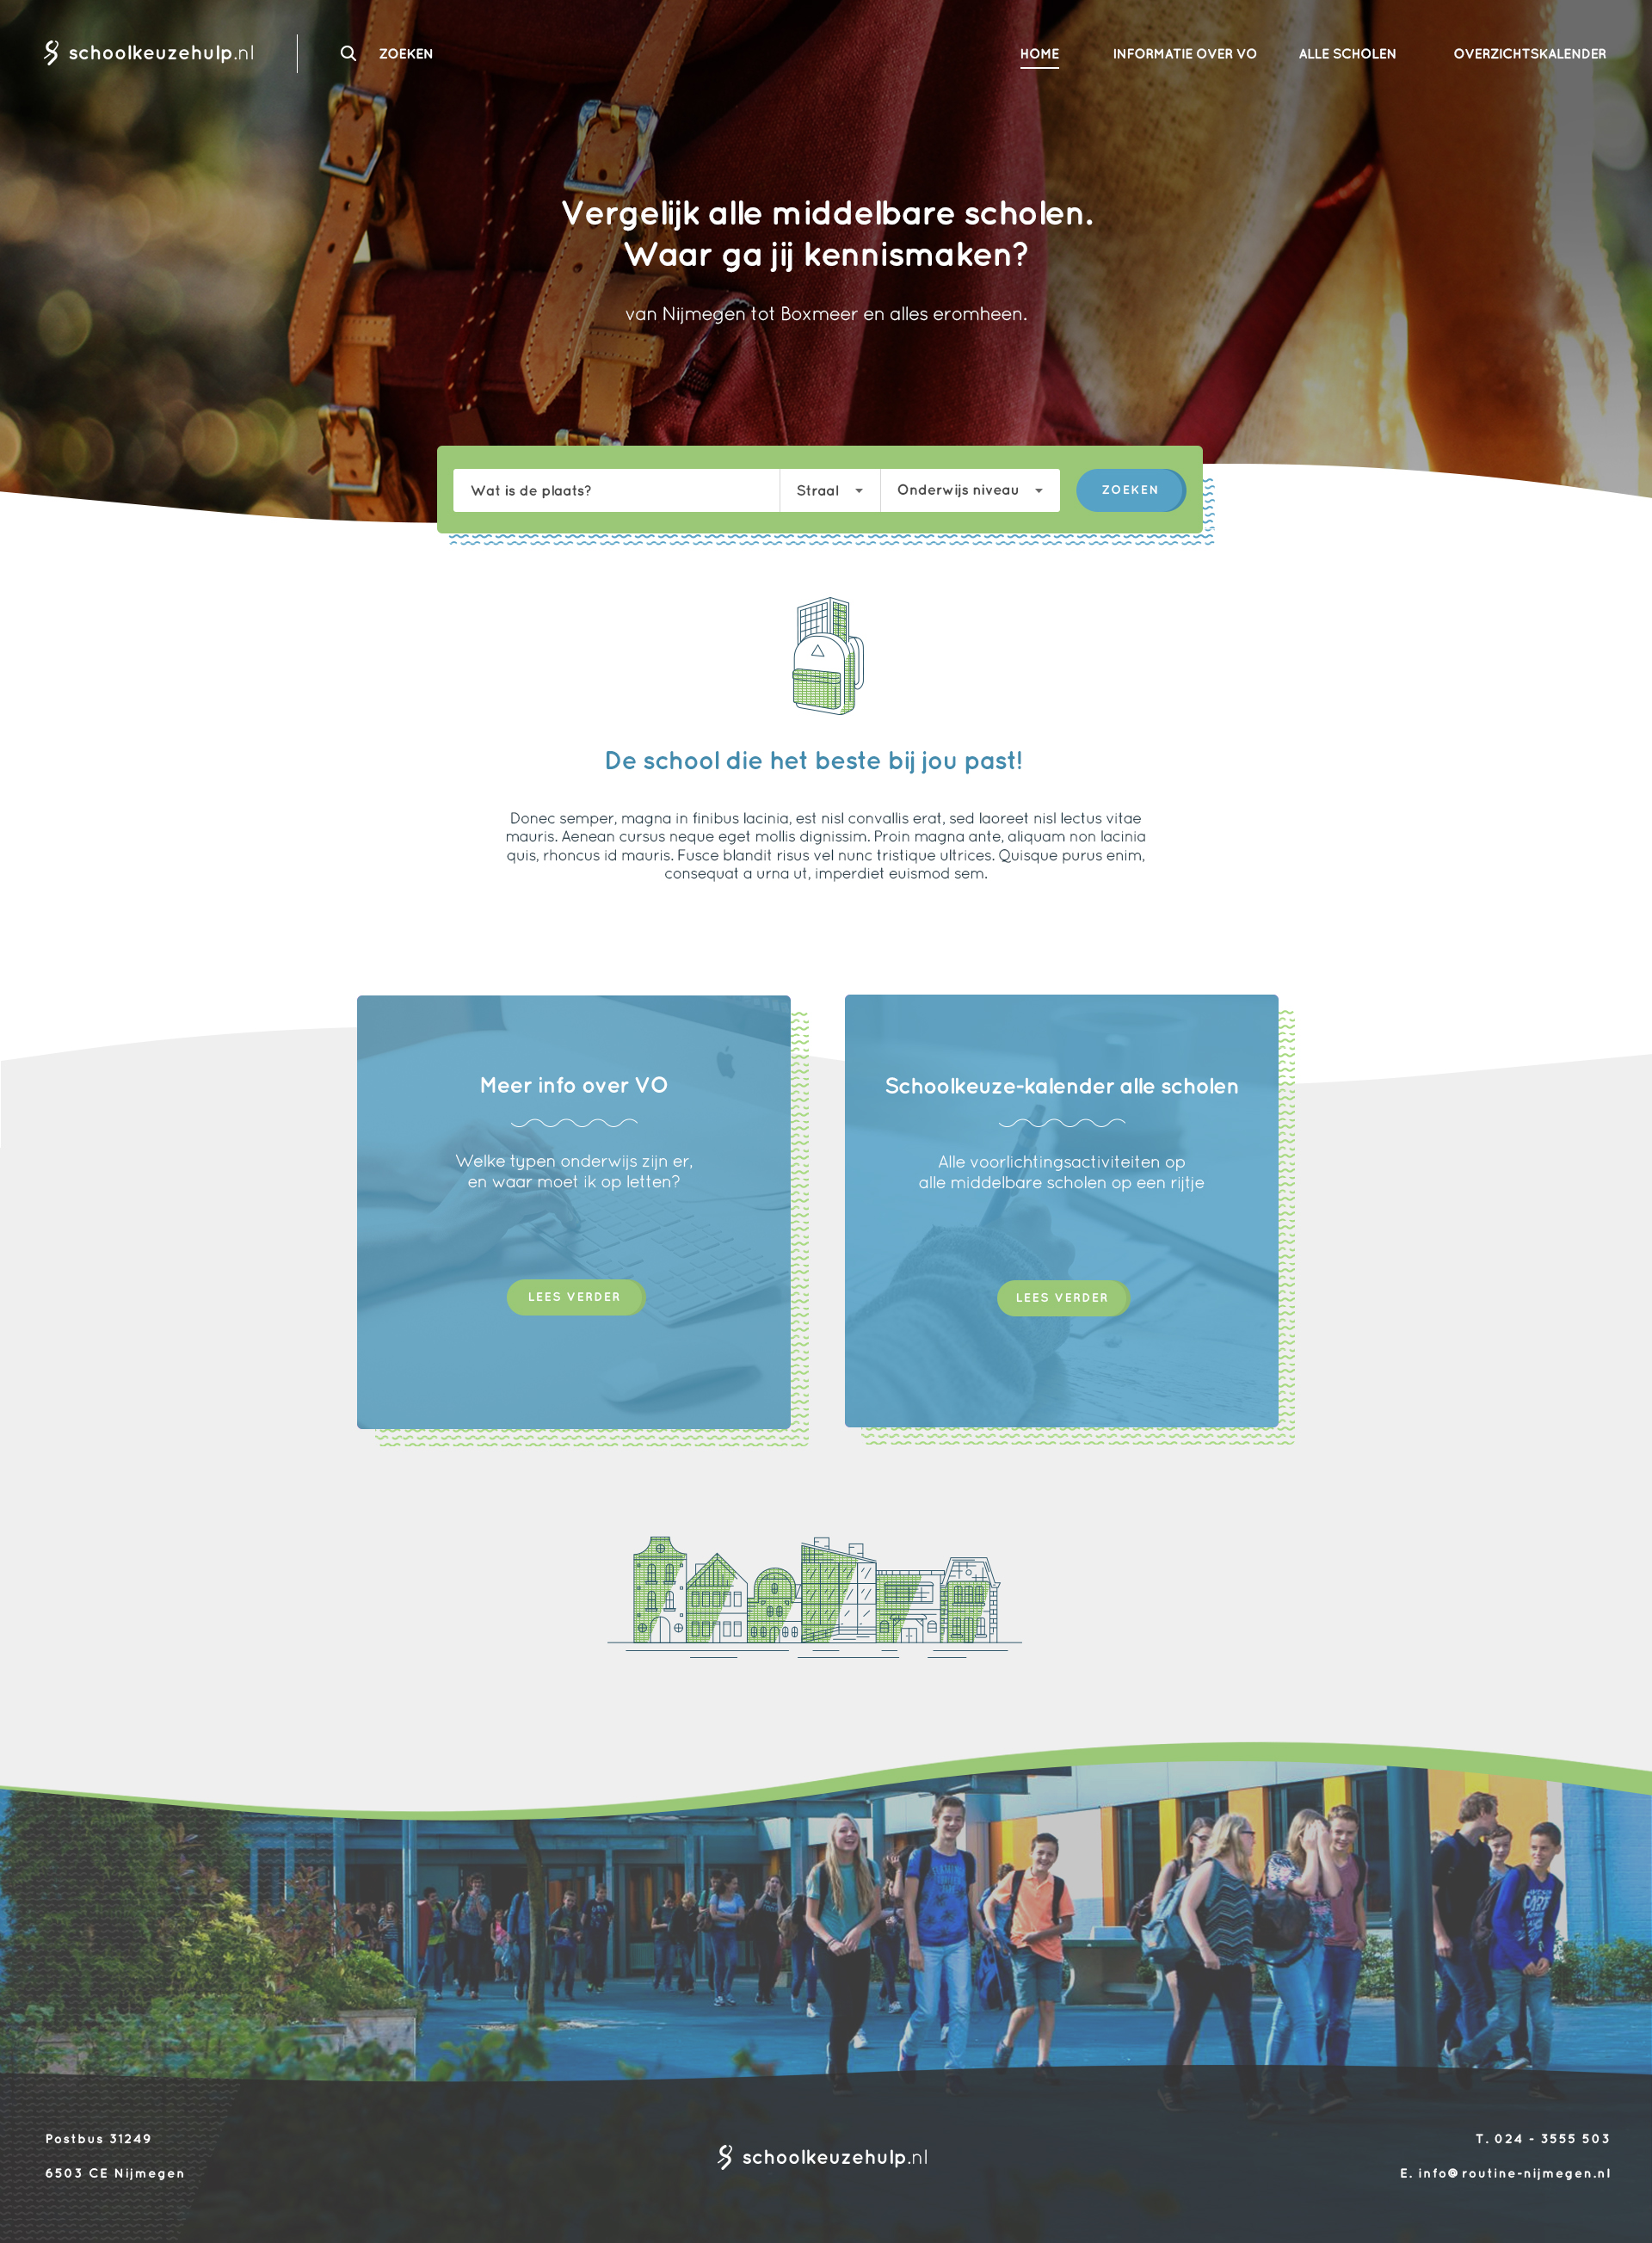 schoolkeuzehulp.nl
ZOEKEN
HOME
INFORMATIE OVER VO
ALLE SCHOLEN
OVERZICHTSKALENDER
Vergelijk alle middelbare scholen.
Waar ga jij kennismaken?
van Nijmegen tot Boxmeer en alles eromheen.
Wat is de plaats?
Straal
Onderwijs niveau
ZOEKEN
De school die het beste bij jou past!
Donec semper, magna in finibus lacinia, est nisl convallis erat, sed laoreet nisl lectus vitae
mauris. Aenean cursus neque eget mollis dignissim. Proin magna ante, aliquam non lacinia
quis, rhoncus id mauris. Fusce blandit risus vel nunc tristique ultrices. Quisque purus enim,
consequat a urna ut, imperdiet euismod sem.
Meer info over VO
Welke typen onderwijs zijn er,
en waar moet ik op letten?
LEES VERDER
Schoolkeuze-kalender alle scholen
Alle voorlichtingsactiviteiten op
alle middelbare scholen op een rijtje
LEES VERDER
Postbus 31249
6503 CE Nijmegen
schoolkeuzehulp.nl
T. 024 - 3555 503
E. info@routine-nijmegen.nl